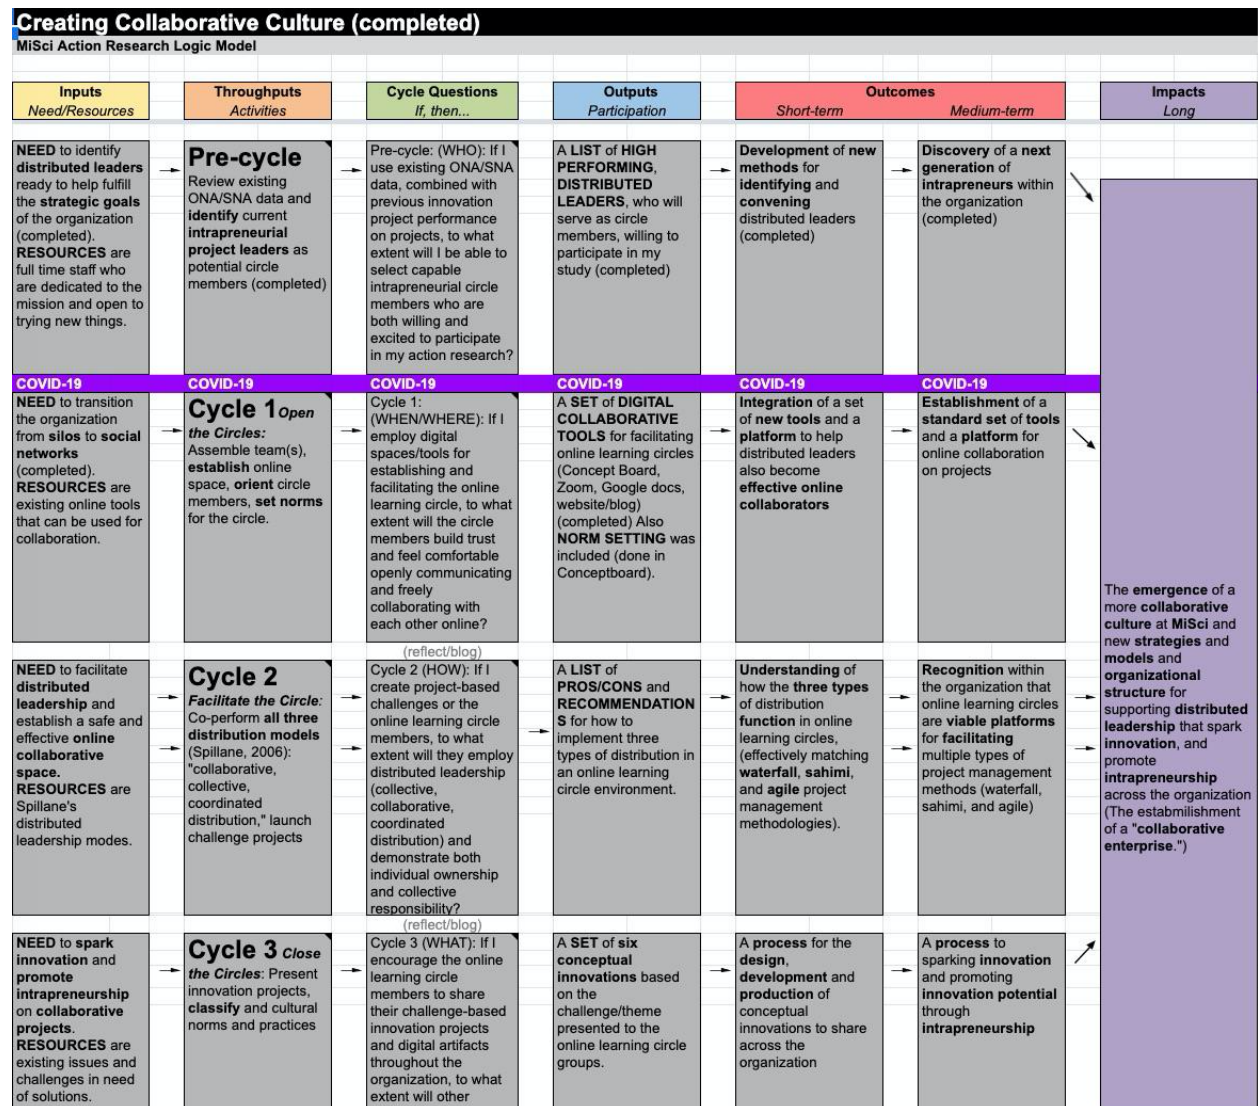 Creating Collaborative Culture (completed)
MiSci Action Research Logic Model
Inputs
Need/Resources
Throughputs
Activities
Cycle Questions
If, then...
Outputs
Participation
Outcomes
Short-term
Medium-term
Impacts
Long
NEED to identify
distributed leaders
ready to help fulfill
the strategic goals
of the organization
(completed).
RESOURCES are
full time staff who
are dedicated to the
mission and open to
trying new things.
Pre-cycle
Review existing
ONA/SNA data and
identify current
intrapreneurial
project leaders as
potential circle
members (completed)
Pre-cycle: (WHO): If I
use existing ONA/SNA
data, combined with
previous innovation
project performance
on projects, to what
extent will I be able to
select capable
intrapreneurial circle
members who are
both willing and
excited to participate
in my action research?
A LIST of HIGH
PERFORMING,
DISTRIBUTED
LEADERS, who will
serve as circle
members, willing to
participate in my
study (completed)
Development of new
methods for
identifying and
convening
distributed leaders
(completed)
Discovery of a next
generation of
intrapreneurs within
the organization
(completed)
COVID-19
COVID-19
COVID-19
COVID-19
COVID-19
COVID-19
NEED to transition
the organization
from silos to social
networks
(completed).
RESOURCES are
existing online tools
that can be used for
collaboration.
Cycle 1 Open
the Circles:
Assemble team(s),
establish online
space, orient circle
members, set norms
for the circle.
Cycle 1:
(WHEN/WHERE): If I
employ digital
spaces/tools for
establishing and
facilitating the online
learning circle, to what
extent will the circle
members build trust
and feel comfortable
openly communicating
and freely
collaborating with
each other online?
A SET of DIGITAL
COLLABORATIVE
TOOLS for facilitating
online learning circles
(Concept Board,
Zoom, Google docs,
website/blog)
(completed) Also
NORM SETTING was
included (done in
Conceptboard).
Integration of a set
of new tools and a
platform to help
distributed leaders
also become
effective online
collaborators
Establishment of a
standard set of tools
and a platform for
online collaboration
on projects
(reflect/blog)
NEED to facilitate
distributed
leadership and
establish a safe and
effective online
collaborative
space.
RESOURCES are
Spillane's
distributed
leadership modes.
Cycle 2
Facilitate the Circle:
Co-perform all three
distribution models
(Spillane, 2006):
"collaborative,
collective,
coordinated
distribution," launch
challenge projects
Cycle 2 (HOW): If I
create project-based
challenges or the
online learning circle
members, to what
extent will they employ
distributed leadership
(collective,
collaborative,
coordinated
distribution) and
demonstrate both
individual ownership
and collective
responsibility?
A LIST of
PROS/CONS and
RECOMMENDATION
S for how to
implement three
types of distribution in
an online learning
circle environment.
Understanding of
how the three types
of distribution
function in online
learning circles,
(effectively matching
waterfall, sahimi,
and agile project
management
methodologies).
Recognition within
the organization that
online learning circles
are viable platforms
for facilitating
multiple types of
project management
methods (waterfall,
sahimi, and agile)
(reflect/blog)
NEED to spark
innovation and
promote
intrapreneurship
on collaborative
projects.
RESOURCES are
existing issues and
challenges in need
of solutions.
Cycle 3 Close
the Circles: Present
innovation projects,
classify and cultural
norms and practices
Cycle 3 (WHAT): If I
encourage the online
learning circle
members to share
their challenge-based
innovation projects
and digital artifacts
throughout the
organization, to what
extent will other
A SET of six
conceptual
innovations based
on the
challenge/theme
presented to the
online learning circle
groups.
A process for the
design,
development and
production of
conceptual
innovations to share
across the
organization
A process to
sparking innovation
and promoting
innovation potential
through
intrapreneurship
The emergence of a
more collaborative
culture at MiSci and
new strategies and
models and
organizational
structure for
supporting distributed
leadership that spark
innovation, and
promote
intrapreneurship
across the organization
(The estabmilishment
of a "collaborative
enterprise.")